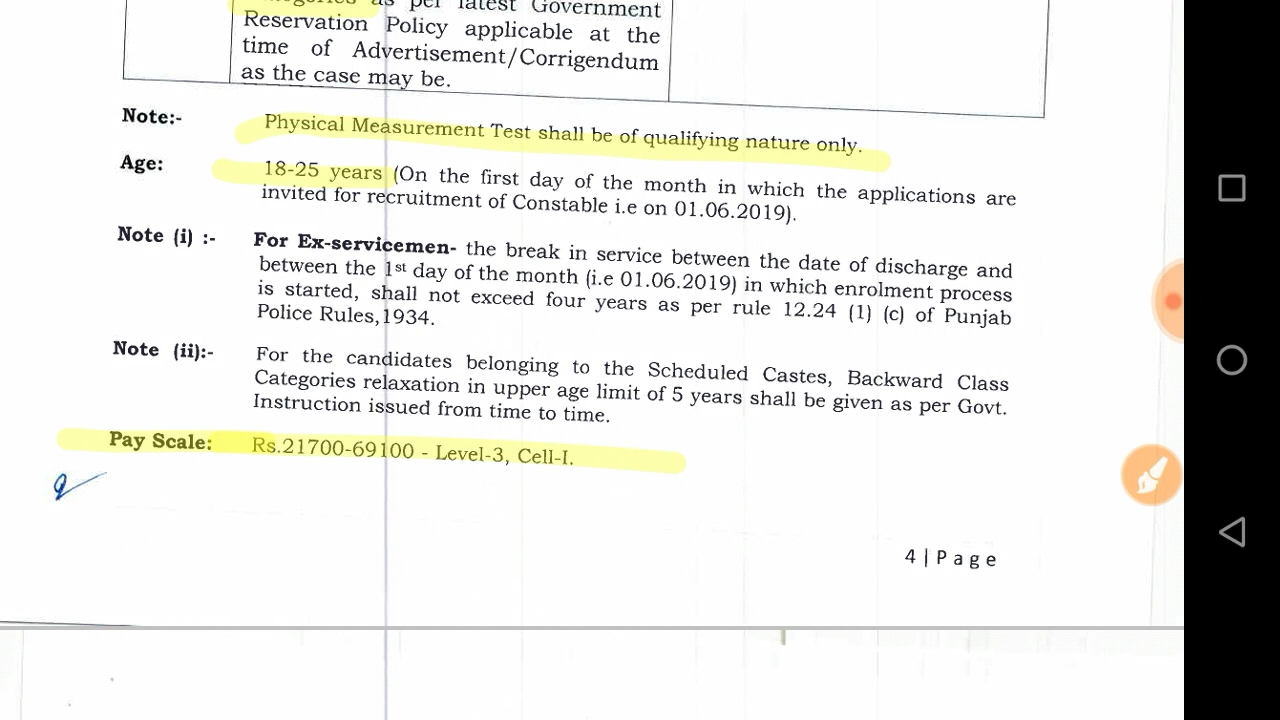 as per latest Government
Reservation Policy applicable at the
time of Advertisement/Corrigendum
as the case may be.
Note:- Physical Measurement Test shall be of qualifying nature only.
Age: 18-25 years (On the first day of the month in which the applications are
invited for recruitment of Constable i.e on 01.06.2019).
Note (i) :- For Ex-servicemen- the break in service between the date of discharge and
between the 1st day of the month (i.e 01.06.2019) in which enrolment process
is started, shall not exceed four years as per rule 12.24 (1) (c) of Punjab
Police Rules,1934.
Note (ii):- For the candidates belonging to the Scheduled Castes, Backward Class
Categories relaxation in upper age limit of 5 years shall be given as per Govt.
Instruction issued from time to time.
Pay Scale: Rs.21700-69100 - Level-3, Cell-I.
4 | P a g e